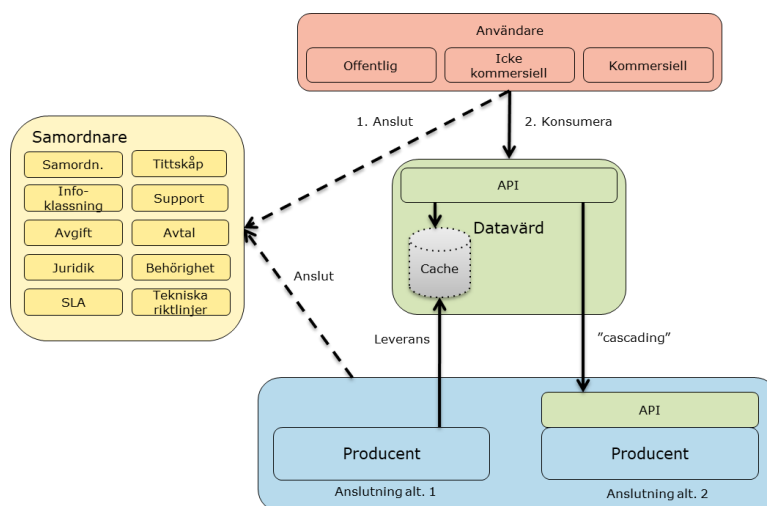 Användare
Offentlig
Icke
kommersiell
Kommersiell
1. Anslut
2. Konsumera
Samordnare
Samordn.
Tittskåp
Info-
klassning
Support
Avgift
Avtal
Juridik
Behörighet
SLA
Tekniska
riktlinjer
API
Datavärd
Cache
Anslut
Leverans
”cascading”
API
Producent
Producent
Anslutning alt. 1
Anslutning alt. 2